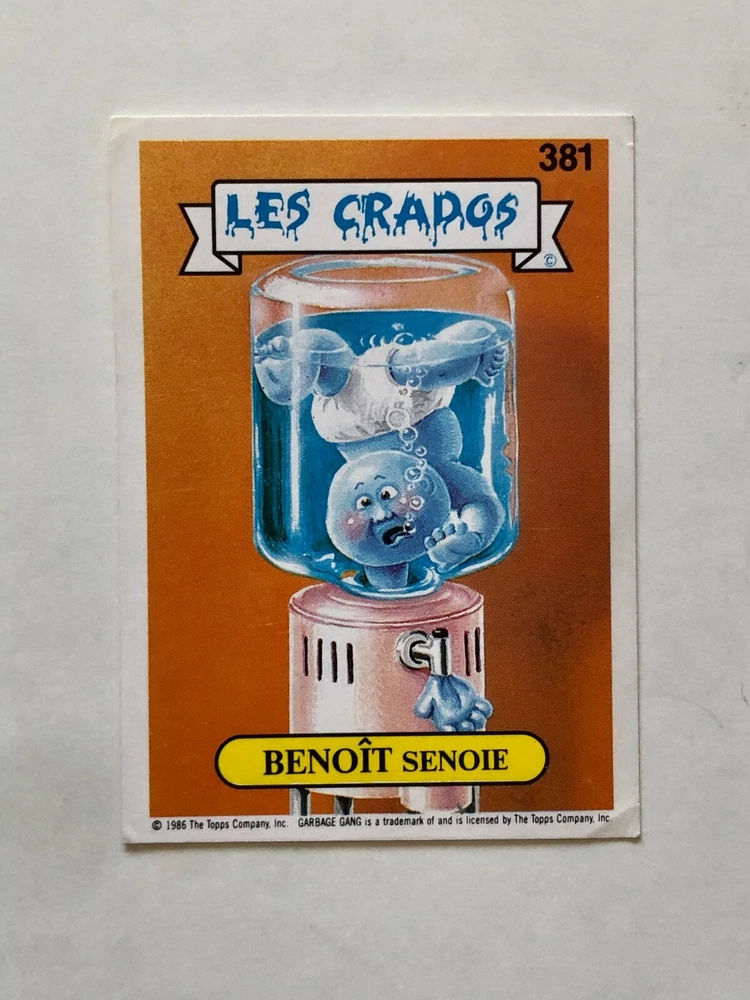 381
LES CRADOS
©
BENOÎT SENOIE
© 1986 The Topps Company, Inc. GARBAGE GANG is a trademark of and is licensed by The Topps Company, Inc.